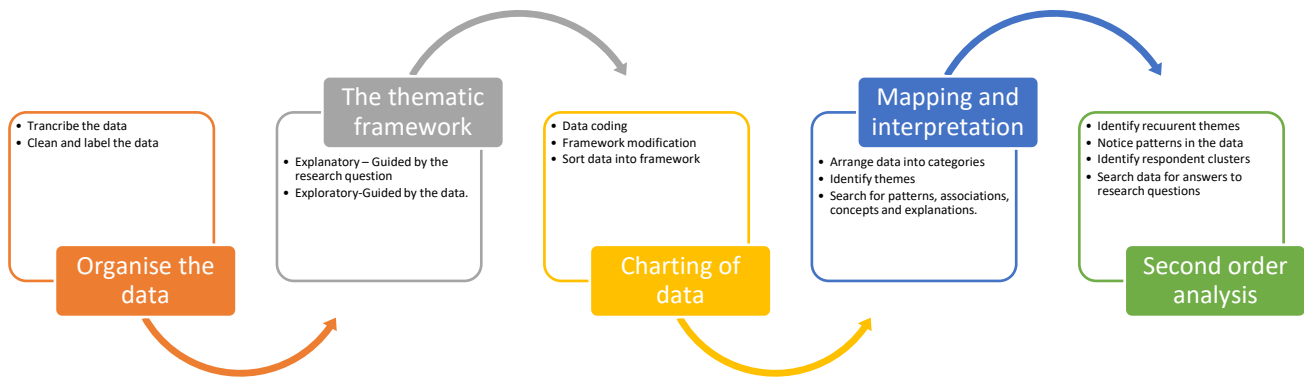 • Trancribe the data
• Clean and label the data
Organise the
data
The thematic
framework
• Explanatory – Guided by the
research question
• Exploratory-Guided by the data.
• Data coding
• Framework modification
• Sort data into framework
Charting of
data
Mapping and
interpretation
• Arrange data into categories
• Identify themes
• Search for patterns, associations,
concepts and explanations.
• Identify recuurent themes
• Notice patterns in the data
• Identify respondent clusters
• Search data for answers to
research questions
Second order
analysis